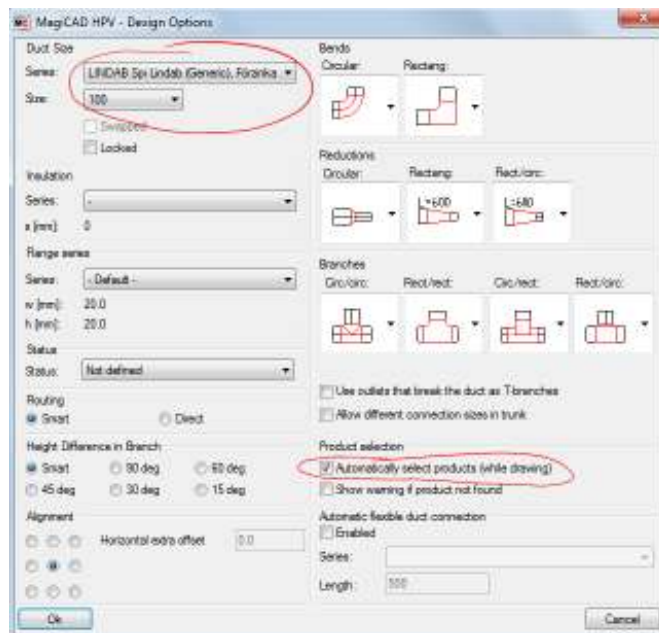 MagiCAD HPV - Design Options
Duct Size
Series: LINDAB Spi Lindab (Generic), Föranka
Size: 100
Swapped
Locked
Insulation
Series: -
s [mm]: 0
Flange series
Series: - Default -
w [mm]: 20.0
h [mm]: 20.0
Status
Status: Not defined
Routing
Smart Direct
Height Difference in Branch
Smart 90 deg 60 deg
45 deg 30 deg 15 deg
Alignment
Horizontal extra offset 0.0
Ok
Bends
Circular: Rectang:
Reductions
Circular: Rectang: Rect/circ:
L=600 L=600
Branches
Circ/circ: Rect/rect: Circ/rect: Rect/circ:
Use outlets that break the duct as T-branches
Allow different connection sizes in trunk
Product selection
Automatically select products (while drawing)
Show warning if product not found
Automatic flexible duct connection
Enabled
Series:
Length: 500
Cancel